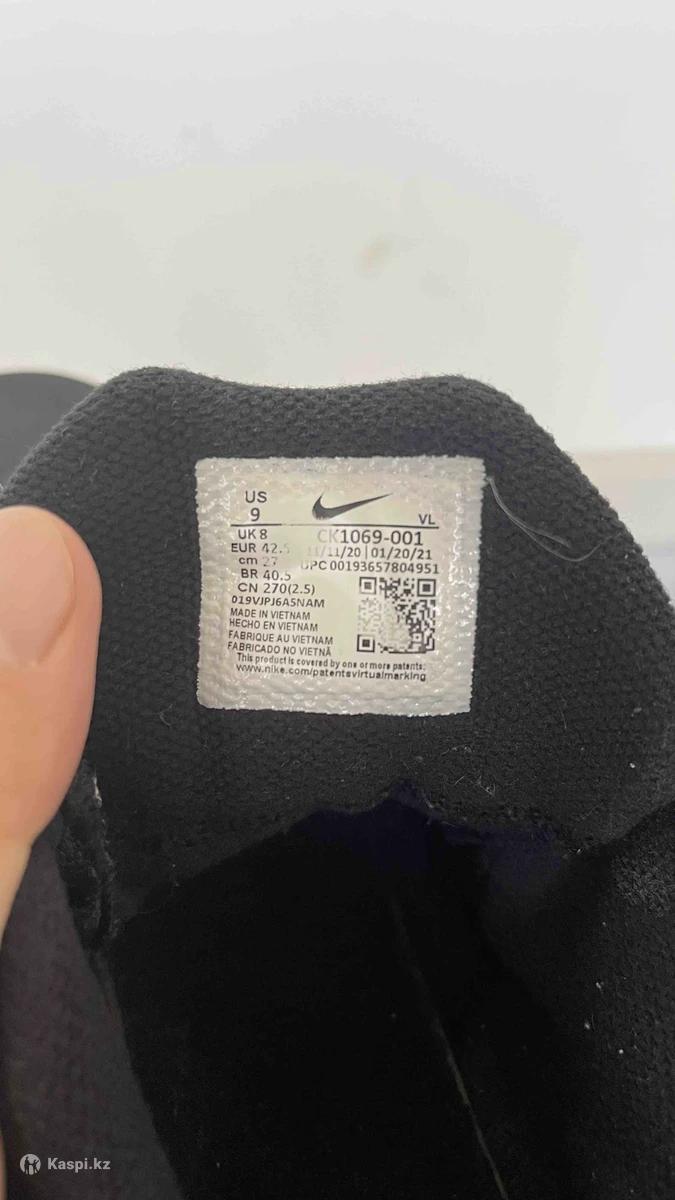 US
9
VL
UK 8
CK1069-001
EUR 42.5
11/11/20 | 01/20/21
cm 27
UPC 00193657804951
BR 40.5
CN 270(2.5)
019VJPJ6A5NAM
MADE IN VIETNAM
HECHO EN VIETNAM
FABRIQUE AU VIETNAM
FABRICADO NO VIETNÃ
This product is covered by one or more patents:
www.nike.com/patentsvirtualmarking
Kaspi.kz